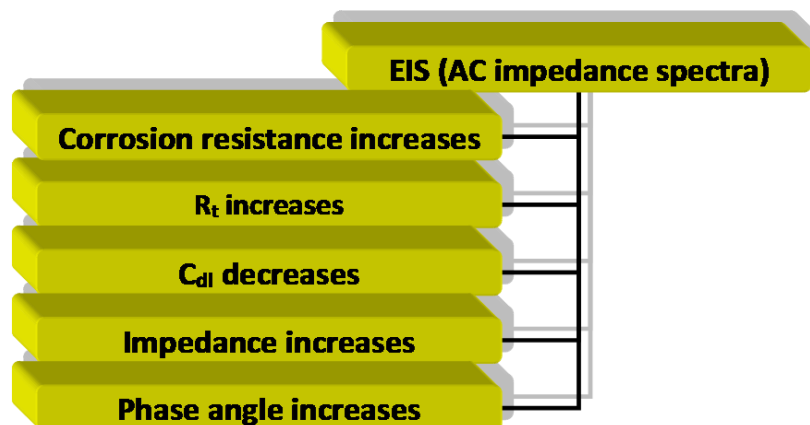 EIS (AC impedance spectra)
Corrosion resistance increases
Rt increases
Cdl decreases
Impedance increases
Phase angle increases